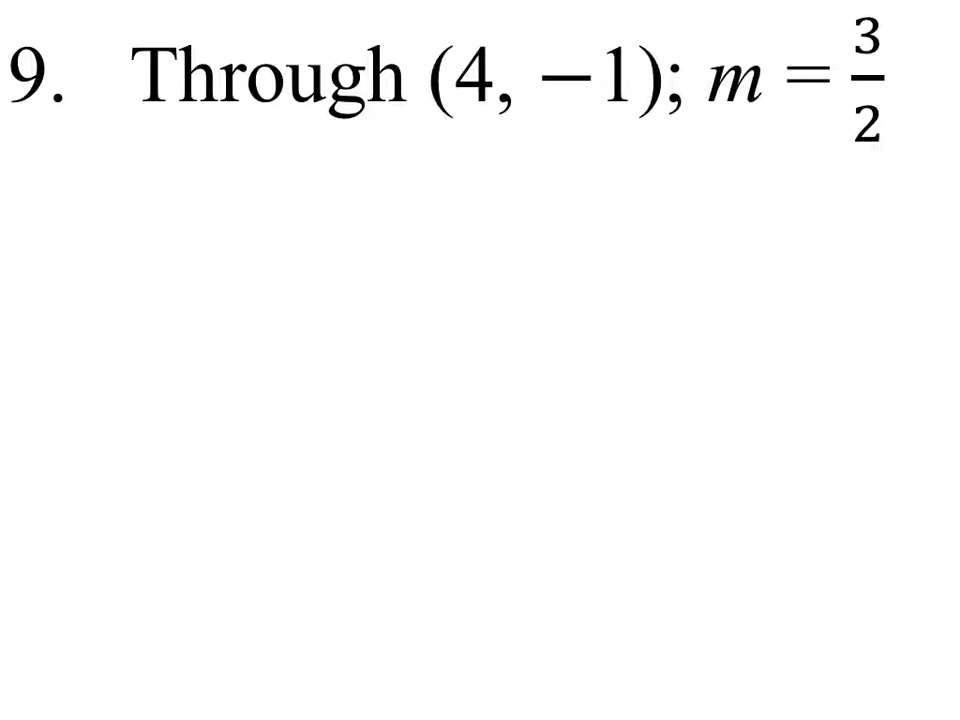 9. Through (4, −1); m = 3/2